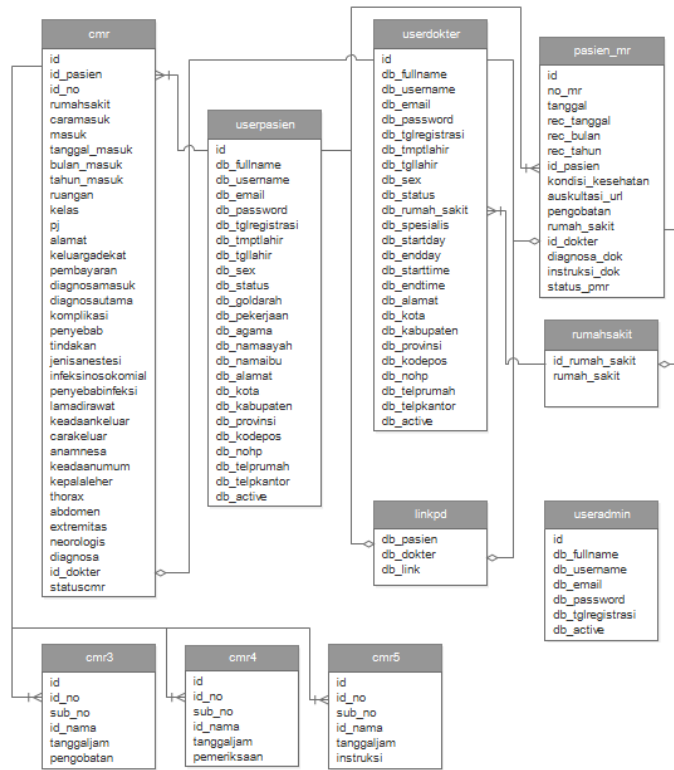 cmr
id
id_pasien
id_no
rumahsakit
caramasuk
masuk
tanggal_masuk
bulan_masuk
tahun_masuk
ruangan
kelas
pj
alamat
keluargadekat
pembayaran
diagnosamasuk
diagnosautama
komplikasi
penyebab
tindakan
jenisanestesi
infeksinosokomial
penyebabinfeksi
lamadirawat
keadaankeluar
carakeluar
anamnesa
keadaanumum
kepalaleher
thorax
abdomen
extremitas
neorologis
diagnosa
id_dokter
statuscmr
userpasien
id
db_fullname
db_username
db_email
db_password
db_tglregistrasi
db_tmptlahir
db_tgllahir
db_sex
db_status
db_goldarah
db_pekerjaan
db_agama
db_namaayah
db_namaibu
db_alamat
db_kota
db_kabupaten
db_provinsi
db_kodepos
db_nohp
db_telprumah
db_telpkantor
db_active
userdokter
id
db_fullname
db_username
db_email
db_password
db_tglregistrasi
db_tmptlahir
db_tgllahir
db_sex
db_status
db_rumah_sakit
db_spesialis
db_startday
db_endday
db_starttime
db_endtime
db_alamat
db_kota
db_kabupaten
db_provinsi
db_kodepos
db_nohp
db_telprumah
db_telpkantor
db_active
pasien_mr
id
no_mr
tanggal
rec_tanggal
rec_bulan
rec_tahun
id_pasien
kondisi_kesehatan
auskultasi_url
pengobatan
rumah_sakit
id_dokter
diagnosa_dok
instruksi_dok
status_pmr
rumahsakit
id_rumah_sakit
rumah_sakit
linkpd
db_pasien
db_dokter
db_link
useradmin
id
db_fullname
db_username
db_email
db_password
db_tglregistrasi
db_active
cmr3
id
id_no
sub_no
id_nama
tanggaljam
pengobatan
cmr4
id
id_no
sub_no
id_nama
tanggaljam
pemeriksaan
cmr5
id
id_no
sub_no
id_nama
tanggaljam
instruksi